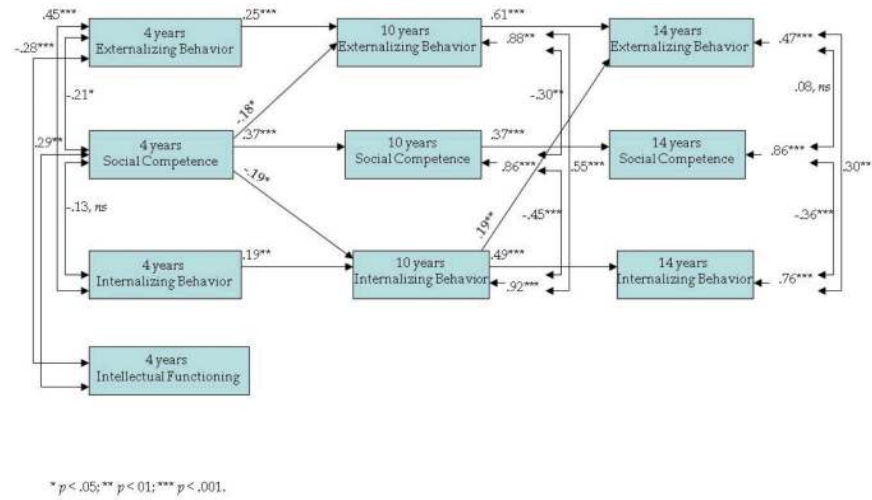 .45***
4 years
Externalizing Behavior
.25***
10 years
Externalizing Behavior
.61***
14 years
Externalizing Behavior
.47***
-.28***
.88**
-.21*
-.18*
-.30**
.08, ns
.29**
4 years
Social Competence
.37***
10 years
Social Competence
.37***
14 years
Social Competence
.86***
.86***
.55***
.30**
-.19*
-.13, ns
.19**
-.45***
-.36***
4 years
Internalizing Behavior
.19**
10 years
Internalizing Behavior
.49***
14 years
Internalizing Behavior
.76***
.92***
4 years
Intellectual Functioning
* p < .05; ** p < 01; *** p < .001.